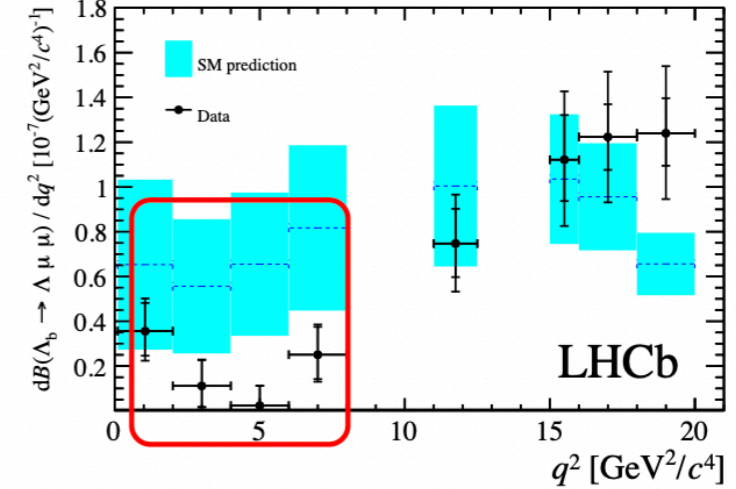 dB(Λb → Λ μ μ) / dq² [10⁻⁷(GeV²/c⁴)⁻¹]
1.8
1.6
1.4
1.2
1
0.8
0.6
0.4
0.2
SM prediction
Data
LHCb
0 5 10 15 20
q² [GeV²/c⁴]